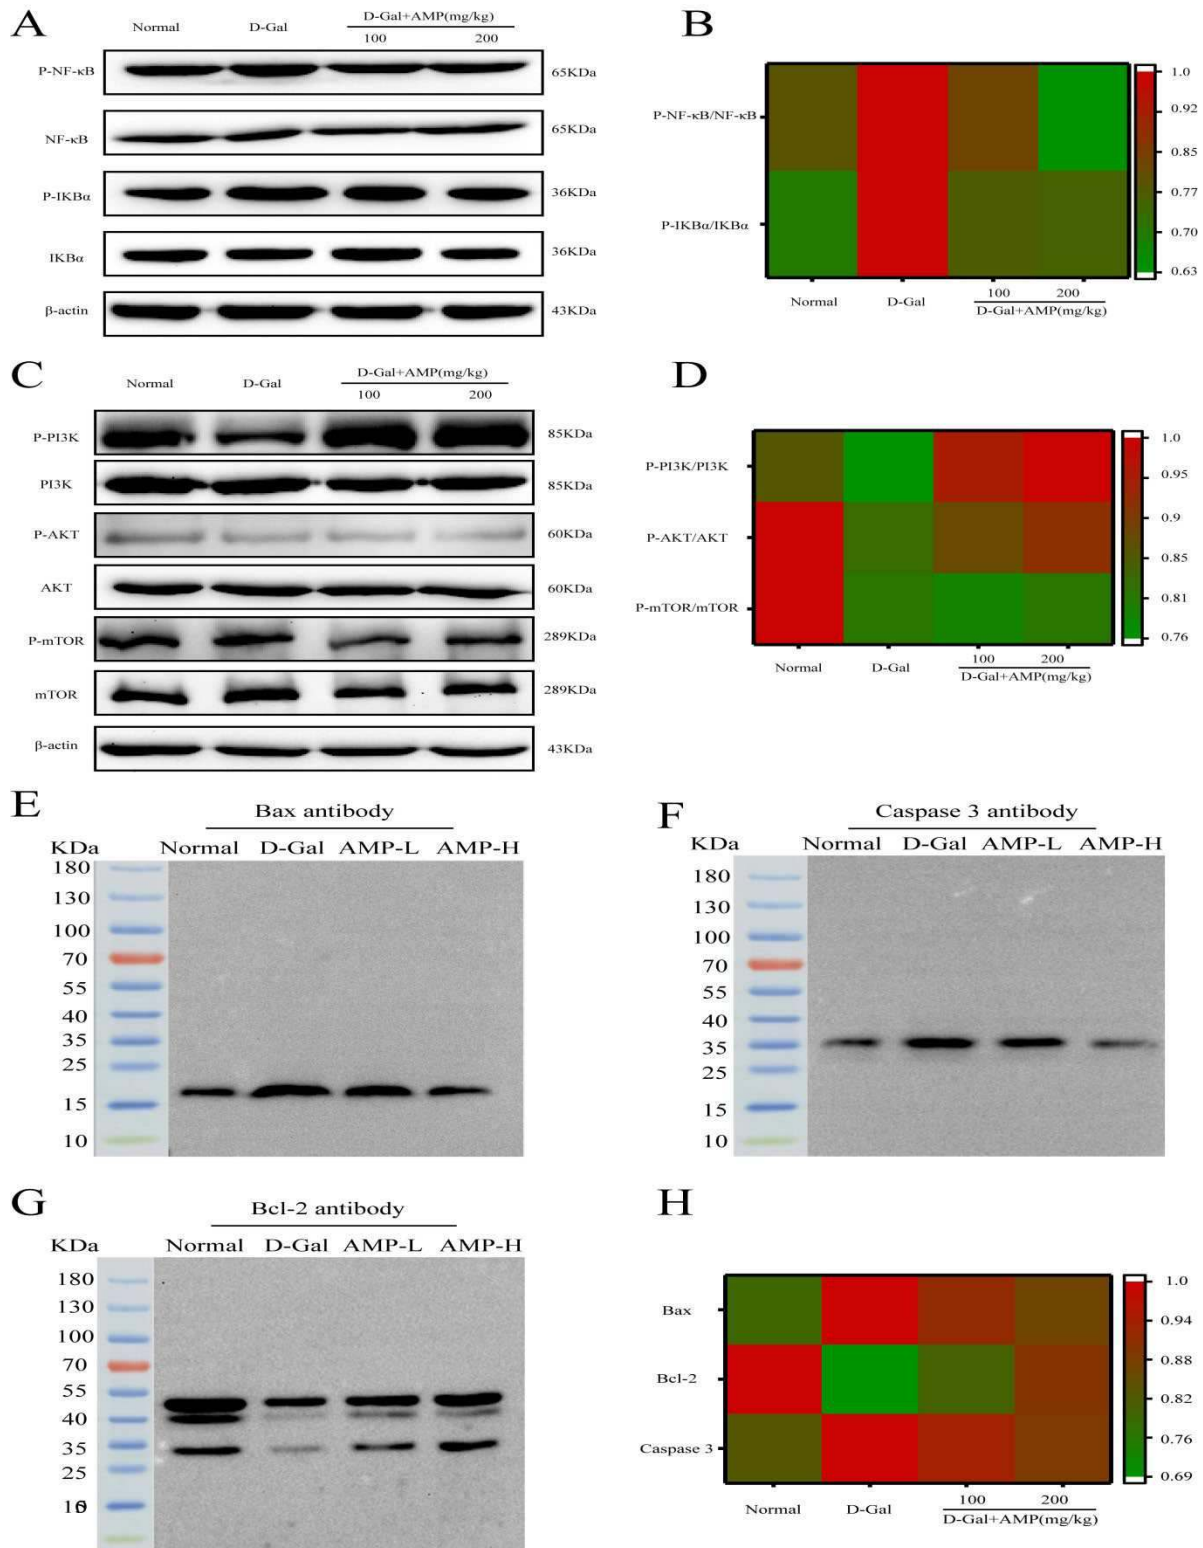 A
Normal
D-Gal
D-Gal+AMP(mg/kg)
100
200
P-NF-κB
65KDa
NF-κB
65KDa
P-IKBα
36KDa
IKBα
36KDa
β-actin
43KDa
B
P-NF-κB/NF-κB
P-IKBα/IKBα
1.0
0.92
0.85
0.77
0.70
0.63
Normal
D-Gal
100
200
D-Gal+AMP(mg/kg)
C
Normal
D-Gal
D-Gal+AMP(mg/kg)
100
200
P-PI3K
85KDa
PI3K
85KDa
P-AKT
60KDa
AKT
60KDa
P-mTOR
289KDa
mTOR
289KDa
β-actin
43KDa
D
P-PI3K/PI3K
P-AKT/AKT
P-mTOR/mTOR
1.0
0.95
0.9
0.85
0.81
0.76
Normal
D-Gal
100
200
D-Gal+AMP(mg/kg)
E
Bax antibody
KDa
Normal
D-Gal
AMP-L
AMP-H
180
130
100
70
55
40
35
25
15
10
F
Caspase 3 antibody
KDa
Normal
D-Gal
AMP-L
AMP-H
180
130
100
70
55
40
35
25
15
10
G
Bcl-2 antibody
KDa
Normal
D-Gal
AMP-L
AMP-H
180
130
100
70
55
40
35
25
H
Bax
Bcl-2
Caspase 3
1.0
0.94
0.88
0.82
0.76
0.69
Normal
D-Gal
100
200
D-Gal+AMP(mg/kg)